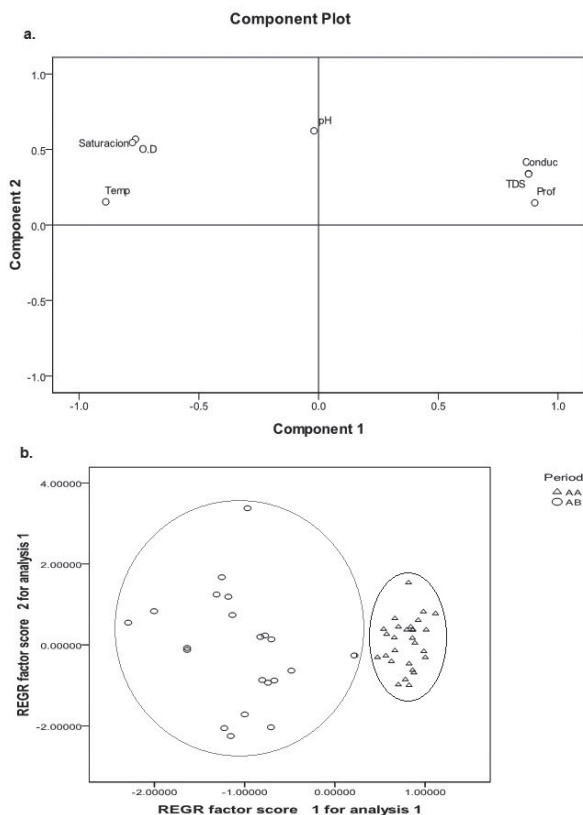 Component Plot
a.
1.0
0.5
0.0
-0.5
-1.0
Component 2
pH
Saturacion
O.D
Temp
Conduc
TDS
Prof
-1.0 -0.5 0.0 0.5 1.0
Component 1
b.
4.00000
2.00000
0.00000
-2.00000
REGR factor score 2 for analysis 1
Period
AA
AB
-2.00000 -1.00000 0.00000 1.00000
REGR factor score 1 for analysis 1